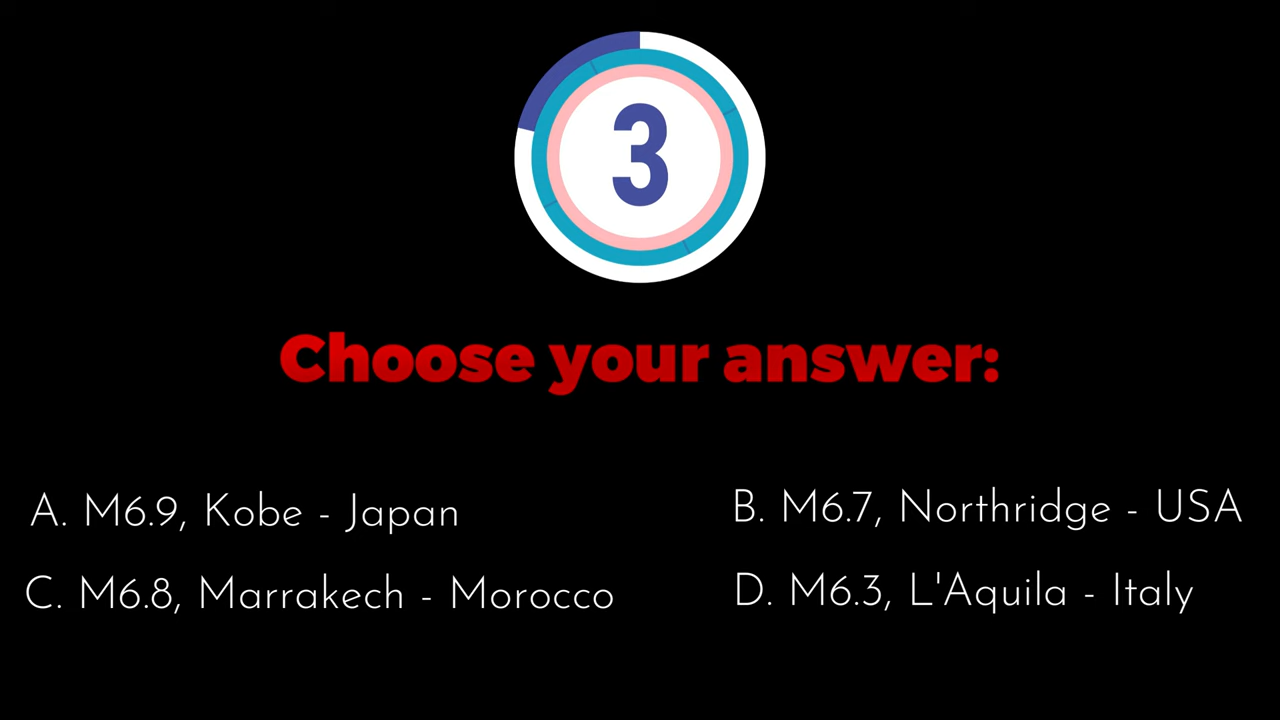 3
Choose your answer:
A. M6.9, Kobe - Japan
B. M6.7, Northridge - USA
C. M6.8, Marrakech - Morocco
D. M6.3, L'Aquila - Italy